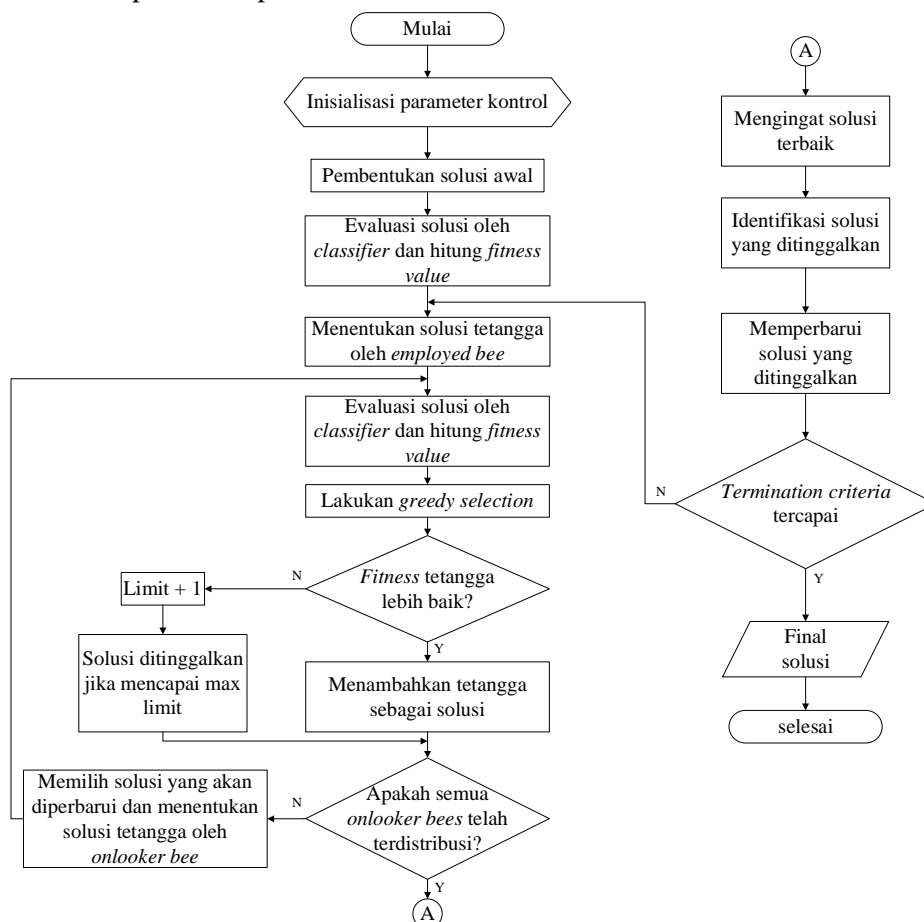 Mulai
Inisialisasi parameter kontrol
Pembentukan solusi awal
Evaluasi solusi oleh
classifier dan hitung fitness
value
Menentukan solusi tetangga
oleh employed bee
Evaluasi solusi oleh
classifier dan hitung fitness
value
Lakukan greedy selection
Fitness tetangga
lebih baik?
N
Limit + 1
Solusi ditinggalkan
jika mencapai max
limit
Y
Menambahkan tetangga
sebagai solusi
Apakah semua
onlooker bees telah
terdistribusi?
N
Memilih solusi yang akan
diperbarui dan menentukan
solusi tetangga oleh
onlooker bee
Y
A
A
Mengingat solusi
terbaik
Identifikasi solusi
yang ditinggalkan
Memperbarui
solusi yang
ditinggalkan
Termination criteria
tercapai
N
Y
Final
solusi
selesai